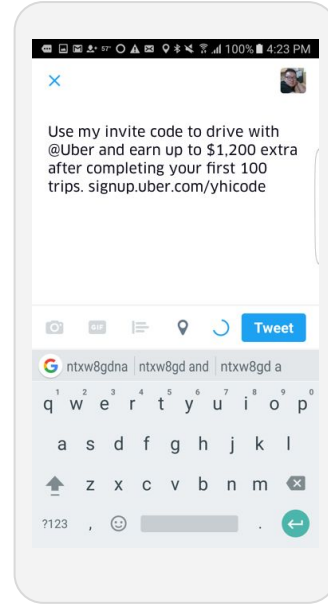 57° 100% 4:23 PM
Use my invite code to drive with
@Uber and earn up to $1,200 extra
after completing your first 100
trips. signup.uber.com/yhicode
GIF Tweet
G ntxw8gdna ntxw8gd and ntxw8gd a
1 2 3 4 5 6 7 8 9 0
q w e r t y u i o p
a s d f g h j k l
z x c v b n m
?123 , .